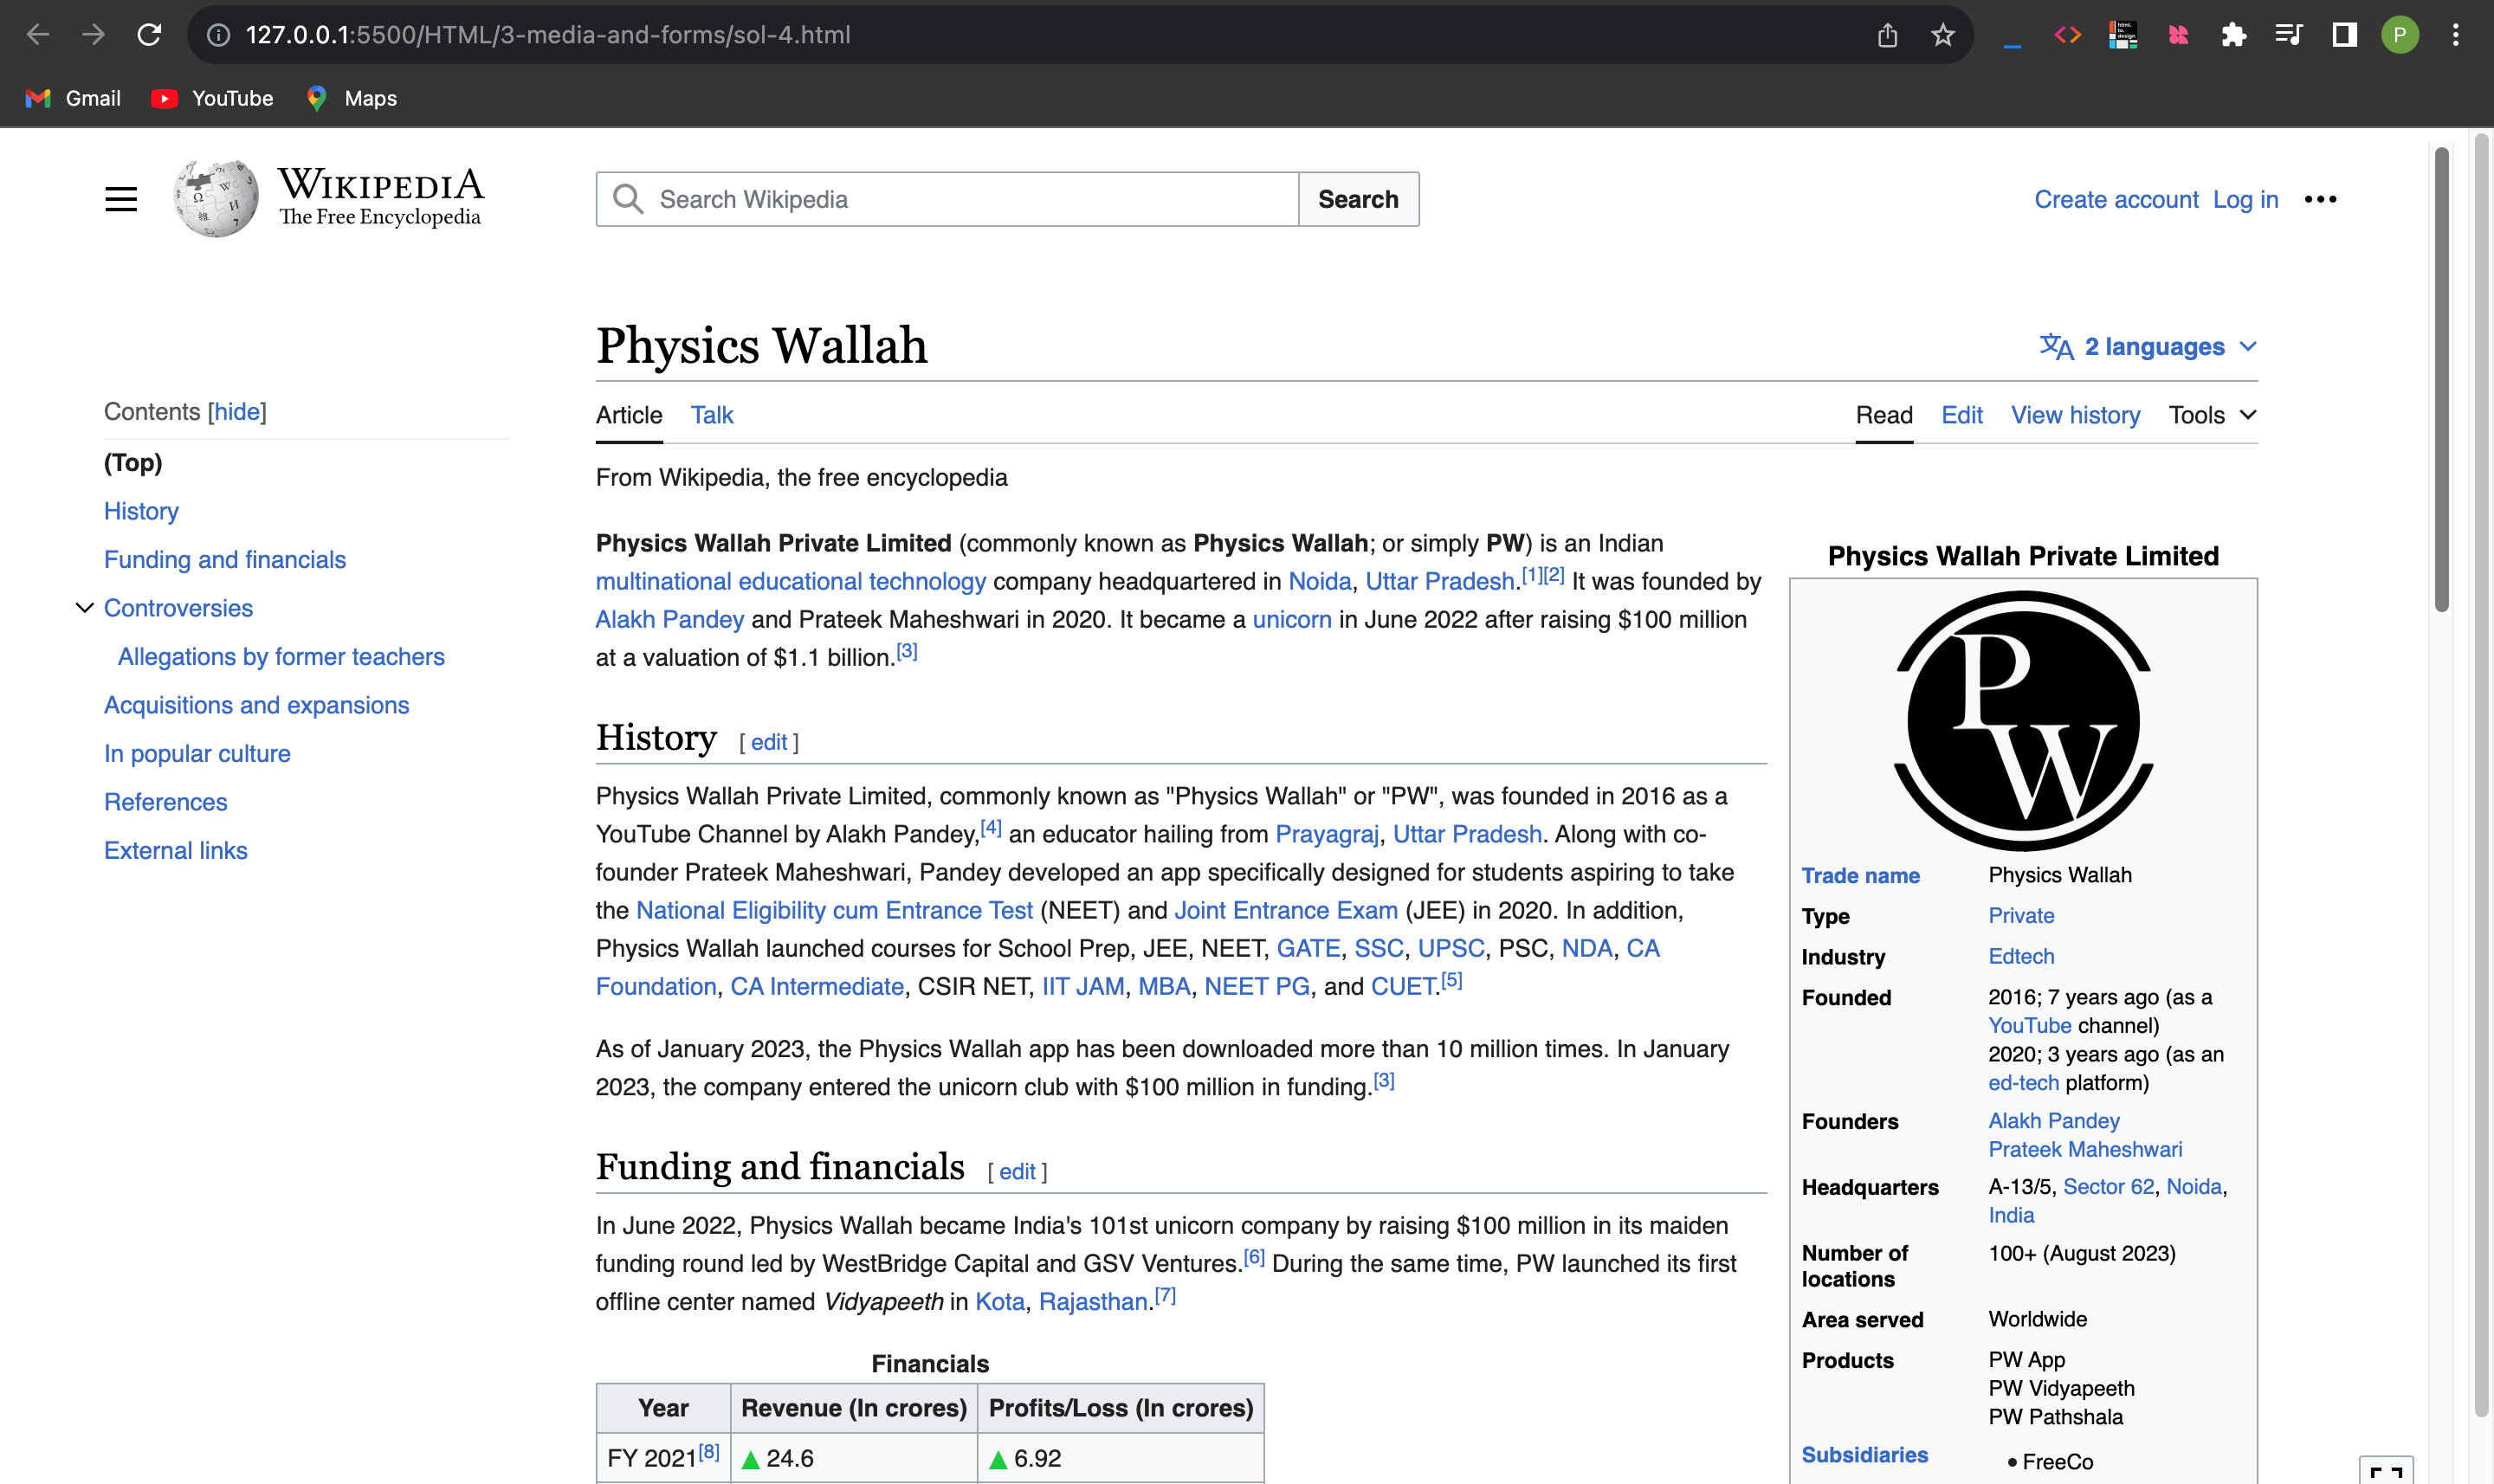 127.0.0.1:5500/HTML/3-media-and-forms/sol-4.html
P
Gmail
YouTube
Maps
WIKIPEDIA
The Free Encyclopedia
Search Wikipedia
Search
Create account Log in
Physics Wallah
2 languages
Contents [hide]
(Top)
History
Funding and financials
Controversies
Allegations by former teachers
Acquisitions and expansions
In popular culture
References
External links
Article Talk
Read Edit View history Tools
From Wikipedia, the free encyclopedia
Physics Wallah Private Limited (commonly known as Physics Wallah; or simply PW) is an Indian
multinational educational technology company headquartered in Noida, Uttar Pradesh.[1][2] It was founded by
Alakh Pandey and Prateek Maheshwari in 2020. It became a unicorn in June 2022 after raising $100 million
at a valuation of $1.1 billion.[3]
History [ edit ]
Physics Wallah Private Limited, commonly known as "Physics Wallah" or "PW", was founded in 2016 as a
YouTube Channel by Alakh Pandey,[4] an educator hailing from Prayagraj, Uttar Pradesh. Along with co-
founder Prateek Maheshwari, Pandey developed an app specifically designed for students aspiring to take
the National Eligibility cum Entrance Test (NEET) and Joint Entrance Exam (JEE) in 2020. In addition,
Physics Wallah launched courses for School Prep, JEE, NEET, GATE, SSC, UPSC, PSC, NDA, CA
Foundation, CA Intermediate, CSIR NET, IIT JAM, MBA, NEET PG, and CUET.[5]
As of January 2023, the Physics Wallah app has been downloaded more than 10 million times. In January
2023, the company entered the unicorn club with $100 million in funding.[3]
Funding and financials [ edit ]
In June 2022, Physics Wallah became India's 101st unicorn company by raising $100 million in its maiden
funding round led by WestBridge Capital and GSV Ventures.[6] During the same time, PW launched its first
offline center named Vidyapeeth in Kota, Rajasthan.[7]
Financials
Year Revenue (In crores) Profits/Loss (In crores)
FY 2021[8] ▲ 24.6 ▲ 6.92
Physics Wallah Private Limited
P
W
Trade name Physics Wallah
Type Private
Industry Edtech
Founded 2016; 7 years ago (as a
YouTube channel)
2020; 3 years ago (as an
ed-tech platform)
Founders Alakh Pandey
Prateek Maheshwari
Headquarters A-13/5, Sector 62, Noida,
India
Number of 100+ (August 2023)
locations
Area served Worldwide
Products PW App
PW Vidyapeeth
PW Pathshala
Subsidiaries • FreeCo